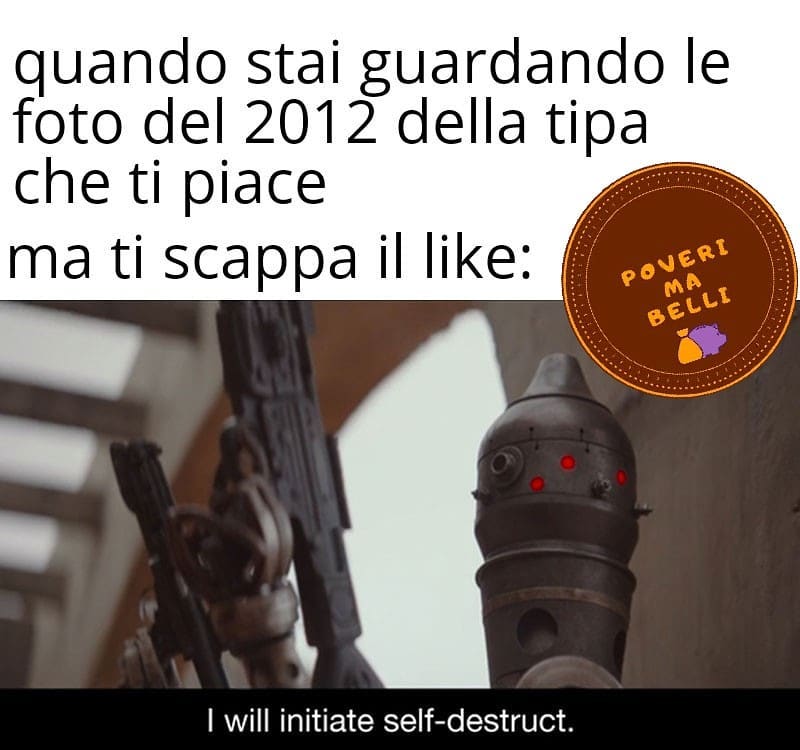 quando stai guardando le
foto del 2012 della tipa
che ti piace
ma ti scappa il like:
POVERI
MA
BELLI
I will initiate self-destruct.